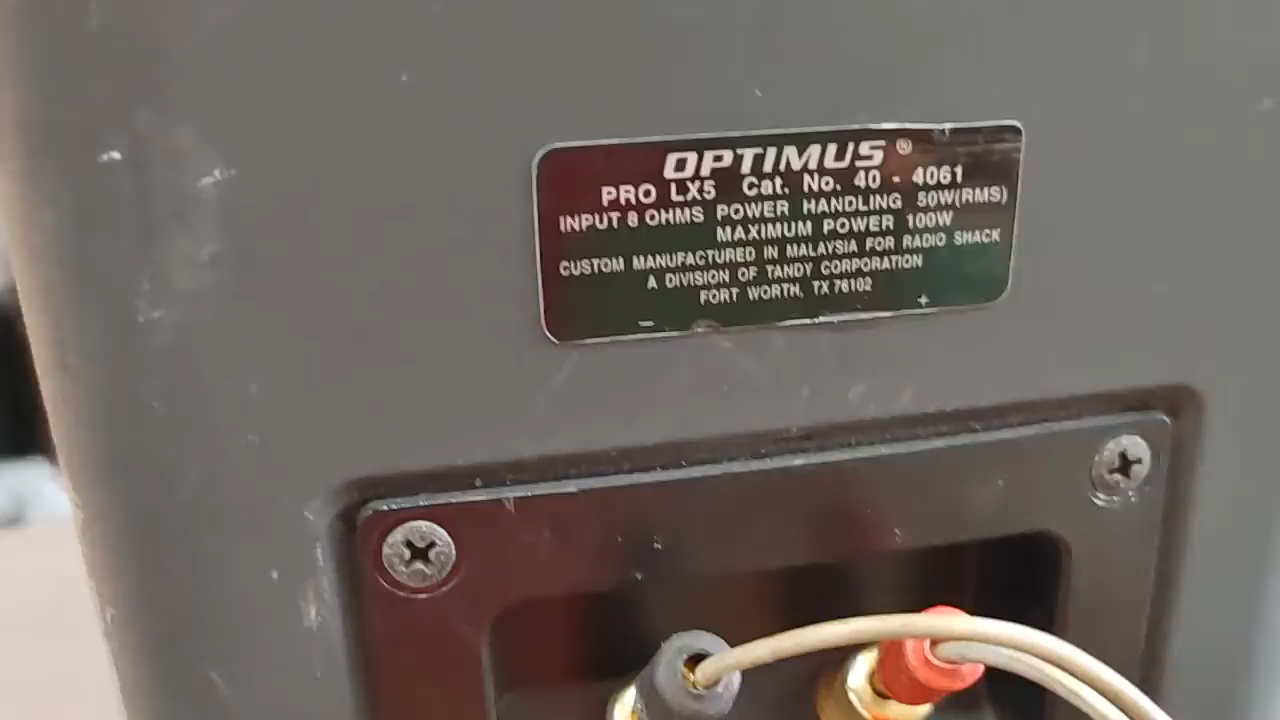 OPTIMUS®
PRO LX5 Cat. No. 40 - 4061
INPUT 8 OHMS POWER HANDLING 50W(RMS)
MAXIMUM POWER 100W
CUSTOM MANUFACTURED IN MALAYSIA FOR RADIO SHACK
A DIVISION OF TANDY CORPORATION
FORT WORTH, TX 76102
- +